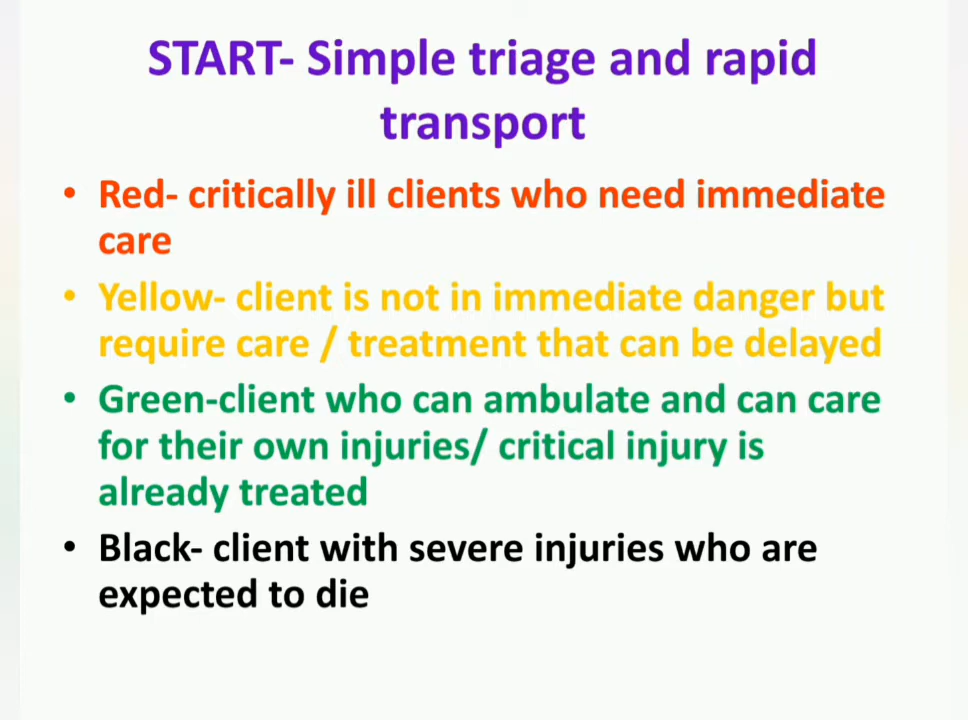 START- Simple triage and rapid
transport
• Red- critically ill clients who need immediate
care
• Yellow- client is not in immediate danger but
require care / treatment that can be delayed
• Green-client who can ambulate and can care
for their own injuries/ critical injury is
already treated
• Black- client with severe injuries who are
expected to die